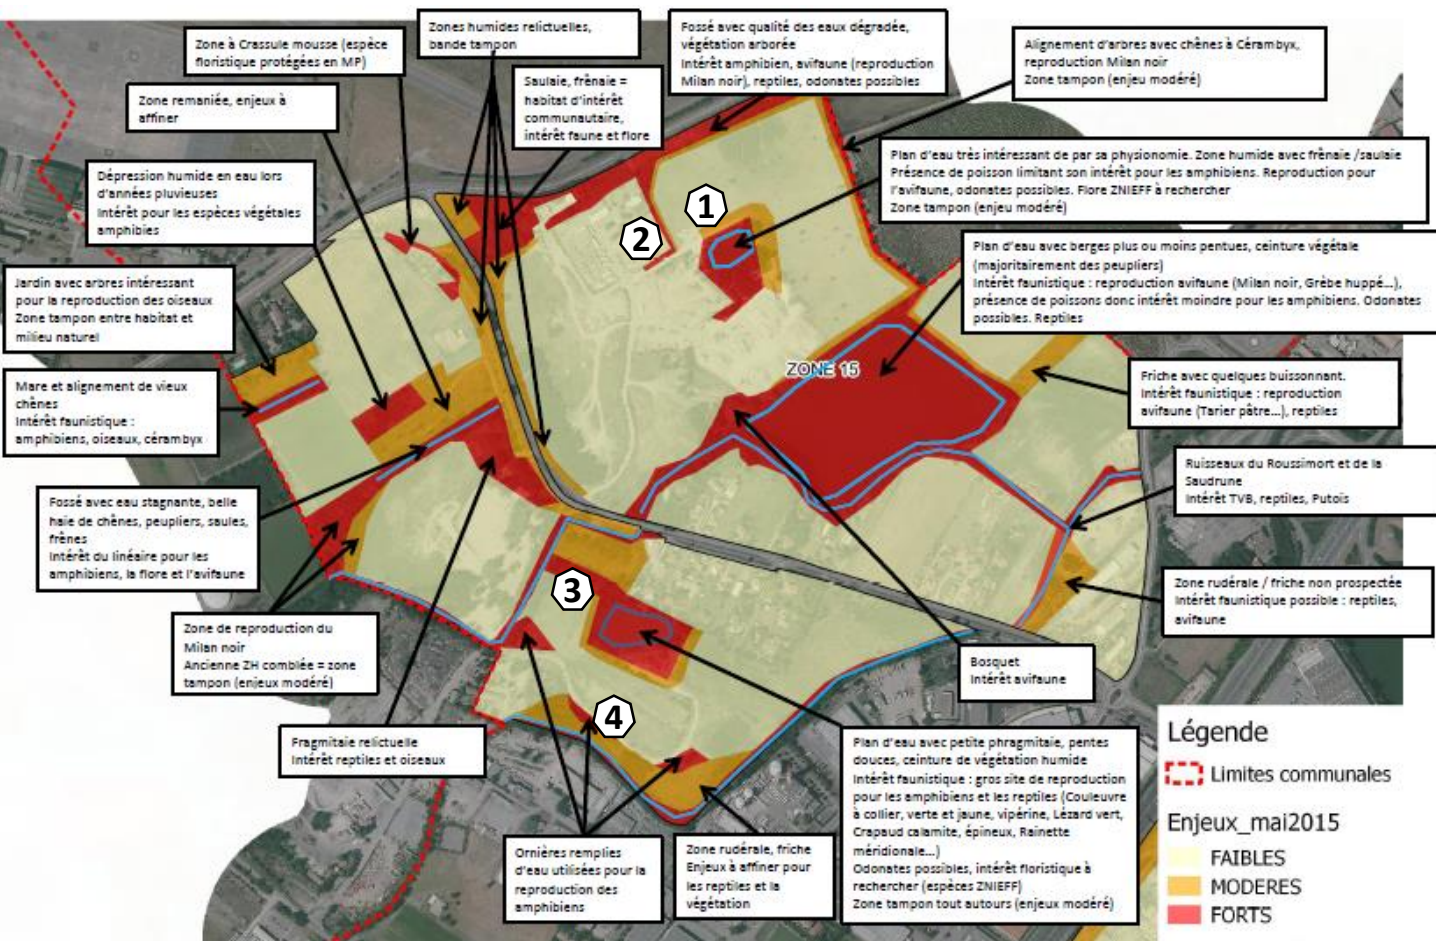 Zones humides relictuelles,
bande tampon
Fossé avec qualité des eaux dégradée,
végétation arborée
Intérêt amphibien, avifaune (reproduction
Milan noir), reptiles, odonates possibles
Alignement d'arbres avec chênes à Cérambyx,
reproduction Milan noir
Zone tampon (enjeu modéré)
Zone à Crassule mousse (espèce
floristique protégées en MP)
Saulaie, frênaie =
habitat d'intérêt
communautaire,
intérêt faune et flore
Zone remaniée, enjeux à
affiner
Plan d'eau très intéressant de par sa physionomie. Zone humide avec frênaie /saulaie
Présence de poisson limitant son intérêt pour les amphibiens. Reproduction pour
l'avifaune, odonates possibles. Flore ZNIEFF à rechercher
Zone tampon (enjeu modéré)
Dépression humide en eau lors
d'années pluvieuses
Intérêt pour les espèces végétales
amphibies
1
2
Plan d'eau avec berges plus ou moins pentues, ceinture végétale
(majoritairement des peupliers)
Intérêt faunistique : reproduction avifaune (Milan noir, Grèbe huppé...),
présence de poissons donc intérêt moindre pour les amphibiens. Odonates
possibles. Reptiles
Jardin avec arbres intéressant
pour la reproduction des oiseaux
Zone tampon entre habitat et
milieu naturel
ZONE 15
Friche avec quelques buissonnant.
Intérêt faunistique : reproduction
avifaune (Tarier pâtre...), reptiles
Mare et alignement de vieux
chênes
Intérêt faunistique :
amphibiens, oiseaux, cérambyx
Ruisseaux du Roussimort et de la
Saudrune
Intérêt TVB, reptiles, Putois
Fossé avec eau stagnante, belle
haie de chênes, peupliers, saules,
frênes
Intérêt du linéaire pour les
amphibiens, la flore et l'avifaune
3
Zone rudérale / friche non prospectée
Intérêt faunistique possible : reptiles,
avifaune
Zone de reproduction du
Milan noir
Ancienne ZH comblée = zone
tampon (enjeux modéré)
Bosquet
Intérêt avifaune
4
Fragmitaie relictuelle
Intérêt reptiles et oiseaux
Plan d'eau avec petite phragmitaie, pentes
douces, ceinture de végétation humide
Intérêt faunistique : gros site de reproduction
pour les amphibiens et les reptiles (Couleuvre
à collier, verte et jaune, vipérine, Lézard vert,
Crapaud calamite, épineux, Rainette
méridionale...)
Odonates possibles, intérêt floristique à
rechercher (espèces ZNIEFF)
Zone tampon tout autours (enjeux modéré)
Ornières remplies
d'eau utilisées pour la
reproduction des
amphibiens
Zone rudérale, friche
Enjeux à affiner pour
les reptiles et la
végétation
Légende
Limites communales
Enjeux_mai2015
FAIBLES
MODERES
FORTS